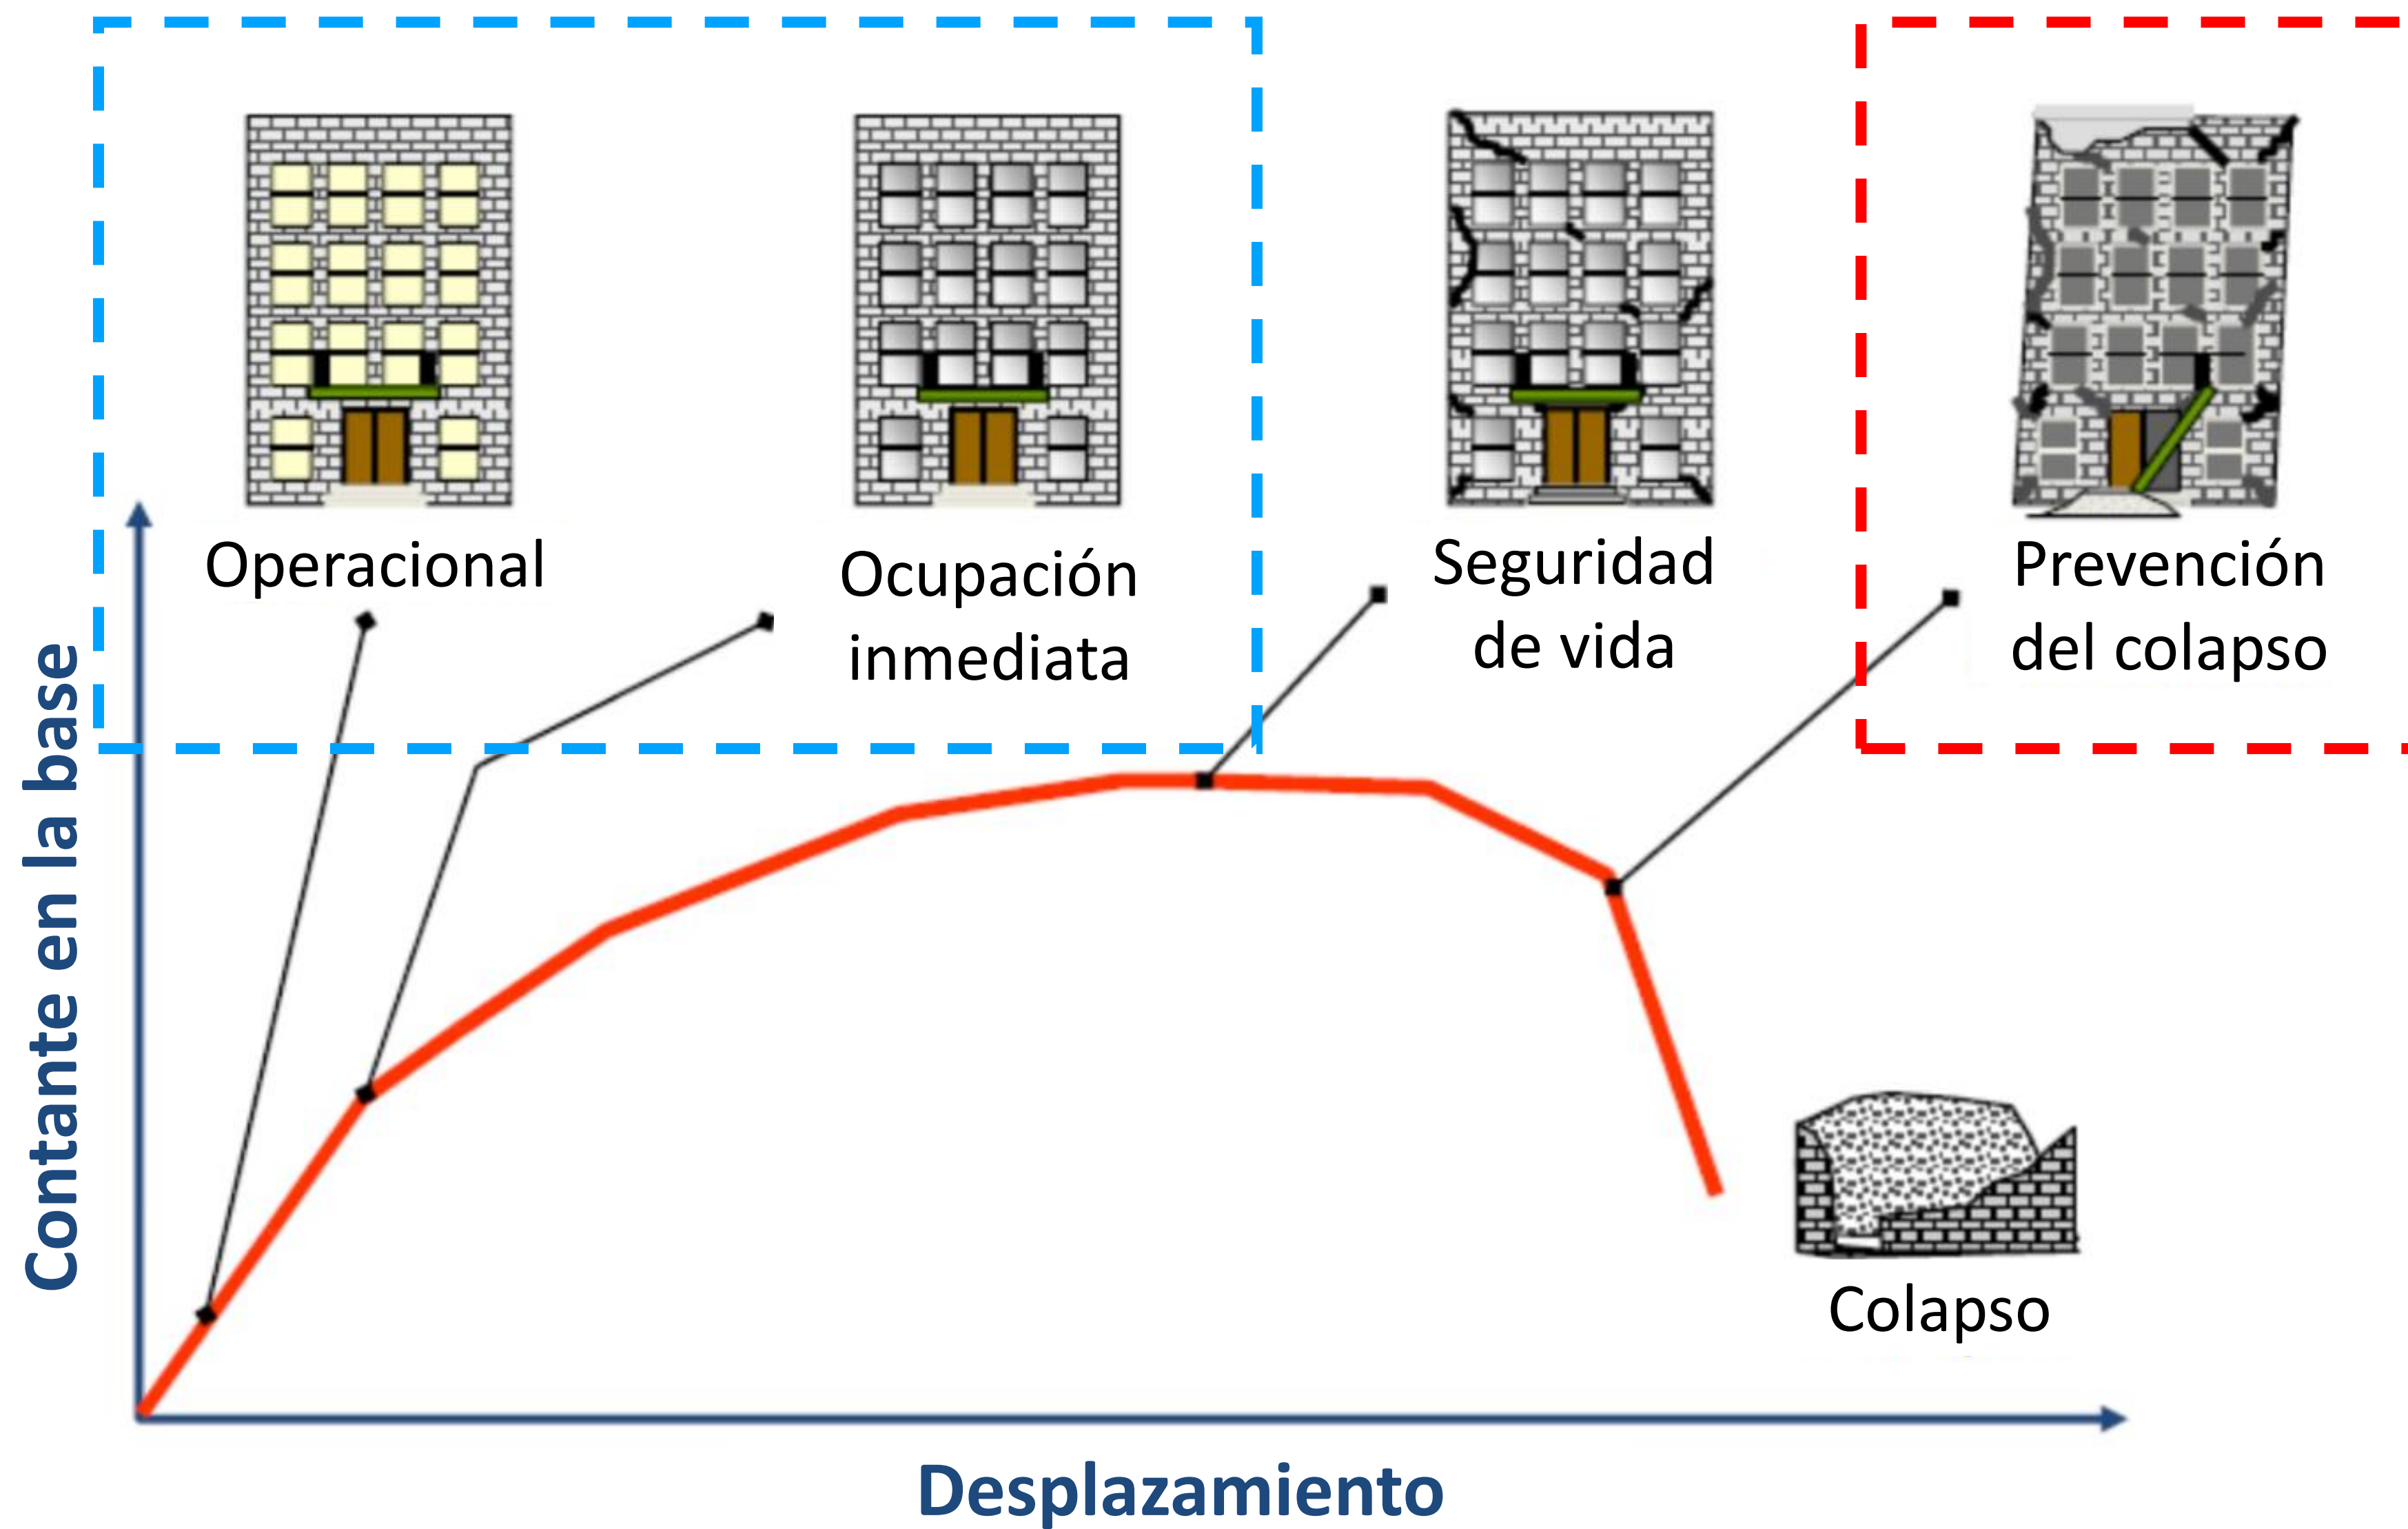 Operacional
Ocupación
inmediata
Seguridad
de vida
Prevención
del colapso
Contante en la base
Colapso
Desplazamiento